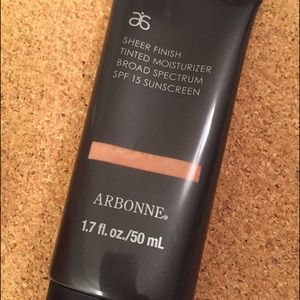 SHEER FINISH
TINTED MOISTURIZER
BROAD SPECTRUM
SPF 15 SUNSCREEN
ARBONNE®
1.7 fl. oz./50 mL